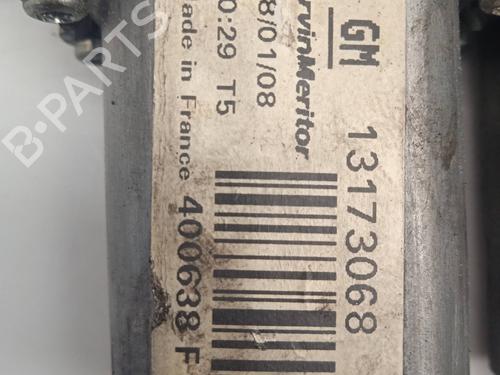 GM
13173068
rvinMeritor
8/01/08
0:29 T5
ade in France
400638 F
B-PARTS